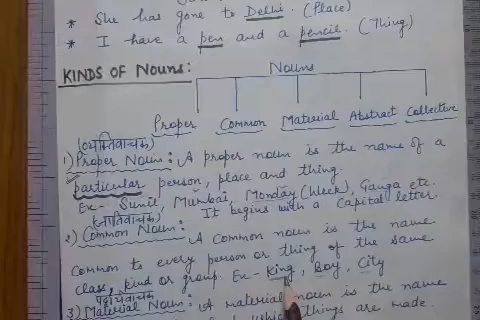 * She has gone to Delhi. (Place)
* I have a pen and a pencil. (Thing)
KINDS OF NOUNS:
Nouns
Proper Common Material Abstract Collective
(व्यक्तिवाचक)
1) Proper Noun: A proper noun is the name of a
particular person, place and thing.
Ex- Sunil, Mumbai, Monday (Week), Ganga etc.
It begins with a capital letter.
(जातिवाचक)
2) Common Noun: A common noun is the name
common to every person or thing of the same
class, kind or group. Ex - King, Boy, City
(पदार्थवाचक)
3) Material Noun: A material noun is the name
which things are made.